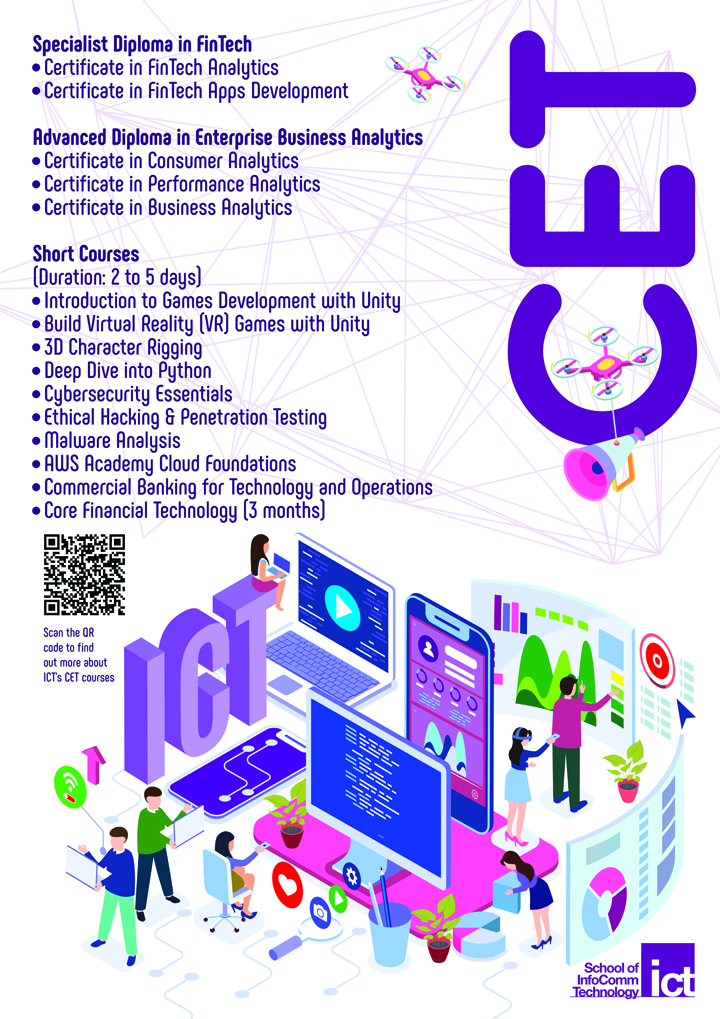 Specialist Diploma in FinTech
• Certificate in FinTech Analytics
• Certificate in FinTech Apps Development
Advanced Diploma in Enterprise Business Analytics
• Certificate in Consumer Analytics
• Certificate in Performance Analytics
• Certificate in Business Analytics
Short Courses
(Duration: 2 to 5 days)
• Introduction to Games Development with Unity
• Build Virtual Reality (VR) Games with Unity
• 3D Character Rigging
• Deep Dive into Python
• Cybersecurity Essentials
• Ethical Hacking & Penetration Testing
• Malware Analysis
• AWS Academy Cloud Foundations
• Commercial Banking for Technology and Operations
• Core Financial Technology (3 months)
CET
Scan the QR
code to find
out more about
ICT's CET courses
ICT
School of
InfoComm
Technology
ict